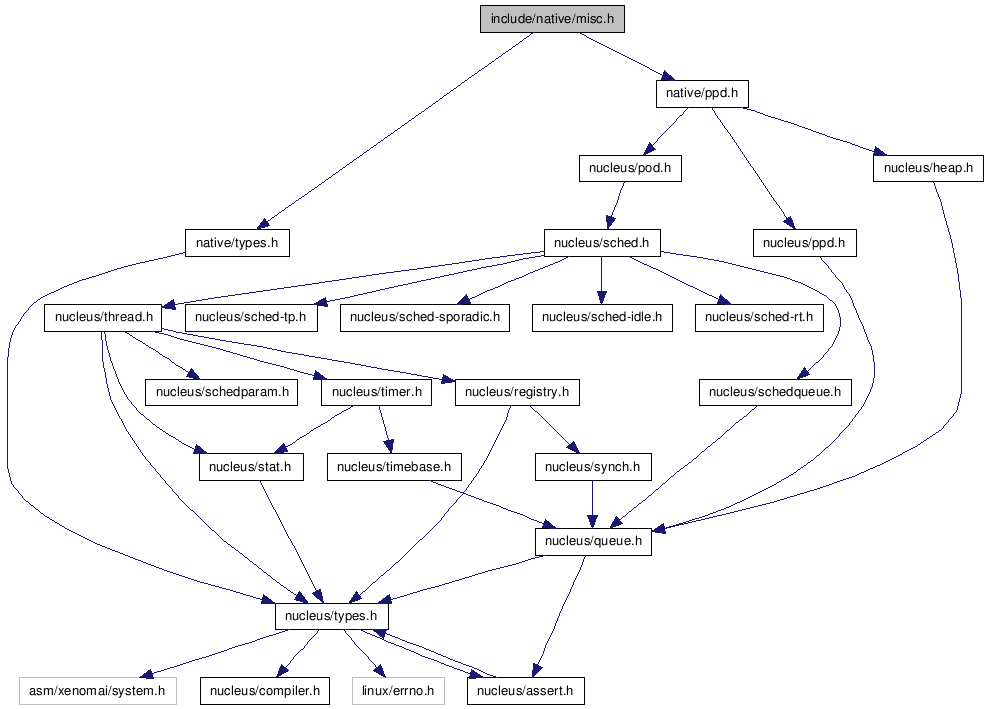 include/native/misc.h
native/ppd.h
nucleus/pod.h
nucleus/heap.h
native/types.h
nucleus/sched.h
nucleus/ppd.h
nucleus/thread.h
nucleus/sched-tp.h
nucleus/sched-sporadic.h
nucleus/sched-idle.h
nucleus/sched-rt.h
nucleus/schedparam.h
nucleus/timer.h
nucleus/registry.h
nucleus/schedqueue.h
nucleus/stat.h
nucleus/timebase.h
nucleus/synch.h
nucleus/queue.h
nucleus/types.h
asm/xenomai/system.h
nucleus/compiler.h
linux/errno.h
nucleus/assert.h